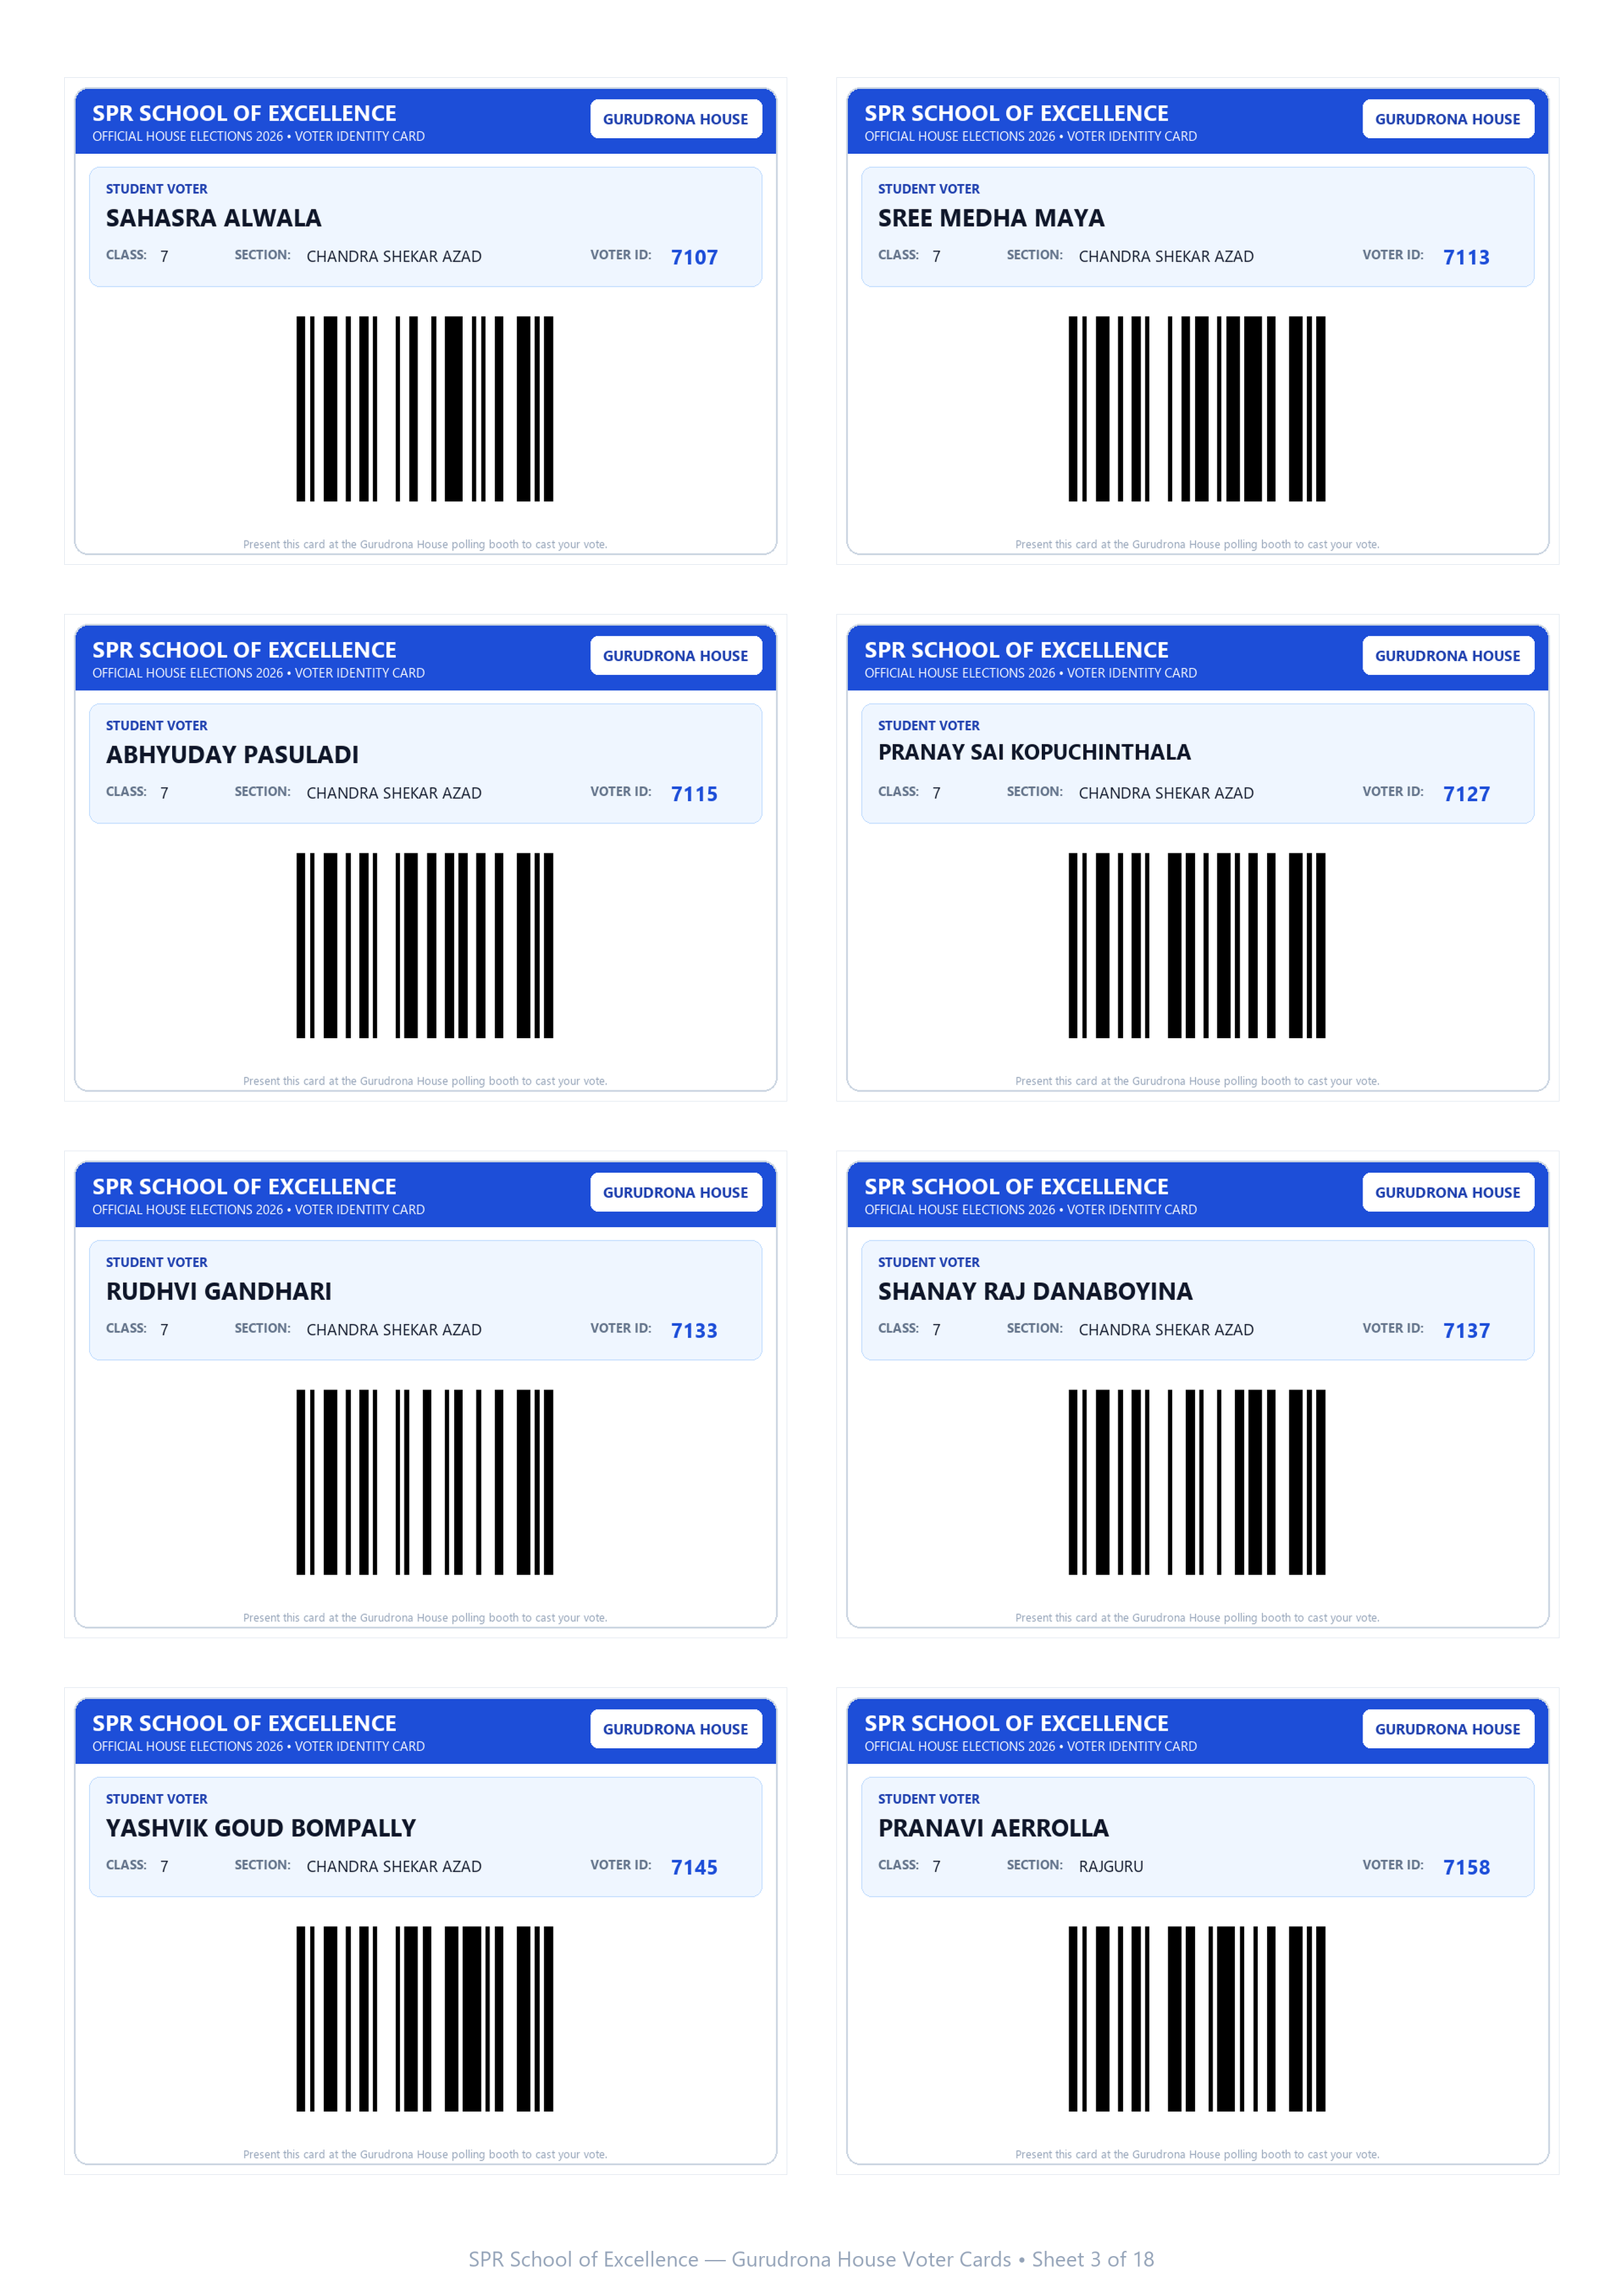 SPR SCHOOL OF EXCELLENCE
OFFICIAL HOUSE ELECTIONS 2026 • VOTER IDENTITY CARD
GURUDRONA HOUSE
STUDENT VOTER
SAHASRA ALWALA
CLASS: 7 SECTION: CHANDRA SHEKAR AZAD VOTER ID: 7107
Present this card at the Gurudrona House polling booth to cast your vote.
SPR SCHOOL OF EXCELLENCE
OFFICIAL HOUSE ELECTIONS 2026 • VOTER IDENTITY CARD
GURUDRONA HOUSE
STUDENT VOTER
SREE MEDHA MAYA
CLASS: 7 SECTION: CHANDRA SHEKAR AZAD VOTER ID: 7113
Present this card at the Gurudrona House polling booth to cast your vote.
SPR SCHOOL OF EXCELLENCE
OFFICIAL HOUSE ELECTIONS 2026 • VOTER IDENTITY CARD
GURUDRONA HOUSE
STUDENT VOTER
ABHYUDAY PASULADI
CLASS: 7 SECTION: CHANDRA SHEKAR AZAD VOTER ID: 7115
Present this card at the Gurudrona House polling booth to cast your vote.
SPR SCHOOL OF EXCELLENCE
OFFICIAL HOUSE ELECTIONS 2026 • VOTER IDENTITY CARD
GURUDRONA HOUSE
STUDENT VOTER
PRANAY SAI KOPUCHINTHALA
CLASS: 7 SECTION: CHANDRA SHEKAR AZAD VOTER ID: 7127
Present this card at the Gurudrona House polling booth to cast your vote.
SPR SCHOOL OF EXCELLENCE
OFFICIAL HOUSE ELECTIONS 2026 • VOTER IDENTITY CARD
GURUDRONA HOUSE
STUDENT VOTER
RUDHVI GANDHARI
CLASS: 7 SECTION: CHANDRA SHEKAR AZAD VOTER ID: 7133
Present this card at the Gurudrona House polling booth to cast your vote.
SPR SCHOOL OF EXCELLENCE
OFFICIAL HOUSE ELECTIONS 2026 • VOTER IDENTITY CARD
GURUDRONA HOUSE
STUDENT VOTER
SHANAY RAJ DANABOYINA
CLASS: 7 SECTION: CHANDRA SHEKAR AZAD VOTER ID: 7137
Present this card at the Gurudrona House polling booth to cast your vote.
SPR SCHOOL OF EXCELLENCE
OFFICIAL HOUSE ELECTIONS 2026 • VOTER IDENTITY CARD
GURUDRONA HOUSE
STUDENT VOTER
YASHVIK GOUD BOMPALLY
CLASS: 7 SECTION: CHANDRA SHEKAR AZAD VOTER ID: 7145
Present this card at the Gurudrona House polling booth to cast your vote.
SPR SCHOOL OF EXCELLENCE
OFFICIAL HOUSE ELECTIONS 2026 • VOTER IDENTITY CARD
GURUDRONA HOUSE
STUDENT VOTER
PRANAVI AERROLLA
CLASS: 7 SECTION: RAJGURU VOTER ID: 7158
Present this card at the Gurudrona House polling booth to cast your vote.
SPR School of Excellence — Gurudrona House Voter Cards • Sheet 3 of 18